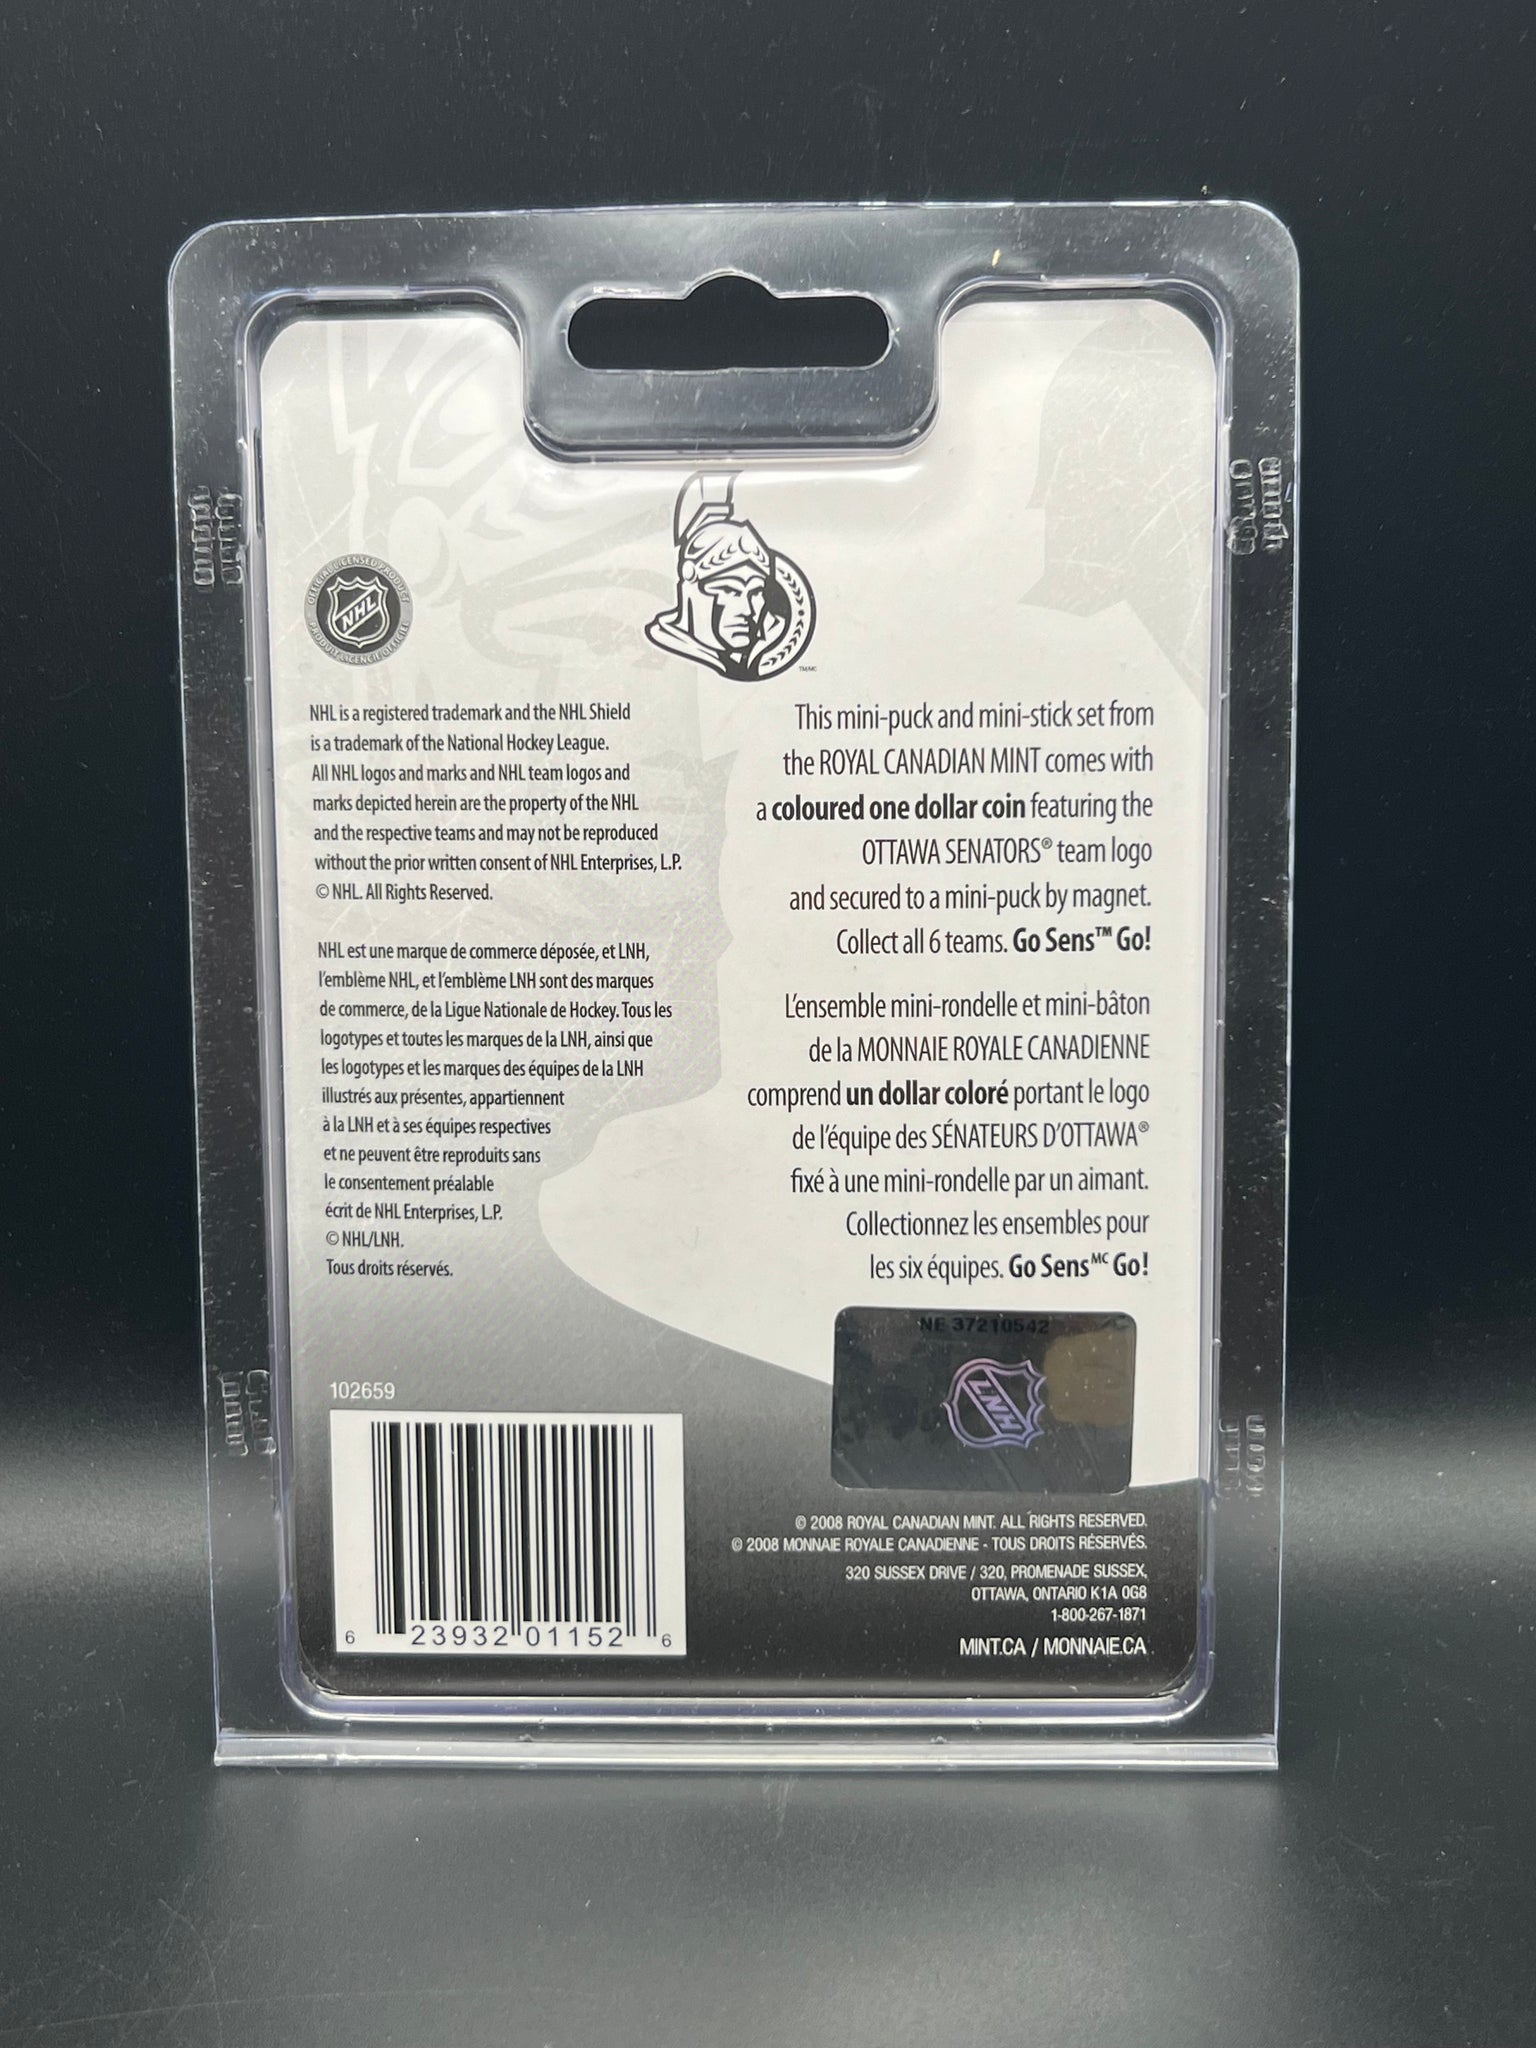 OFFICIAL LICENSED PRODUCT
NHL
PRODUIT LICENCIÉ OFFICIEL
TM/MC
NHL is a registered trademark and the NHL Shield
is a trademark of the National Hockey League.
All NHL logos and marks and NHL team logos and
marks depicted herein are the property of the NHL
and the respective teams and may not be reproduced
without the prior written consent of NHL Enterprises, L.P.
© NHL. All Rights Reserved.
NHL est une marque de commerce déposée, et LNH,
l'emblème NHL, et l'emblème LNH sont des marques
de commerce, de la Ligue Nationale de Hockey. Tous les
logotypes et toutes les marques de la LNH, ainsi que
les logotypes et les marques des équipes de la LNH
illustrés aux présentes, appartiennent
à la LNH et à ses équipes respectives
et ne peuvent être reproduits sans
le consentement préalable
écrit de NHL Enterprises, L.P.
© NHL/LNH.
Tous droits réservés.
This mini-puck and mini-stick set from
the ROYAL CANADIAN MINT comes with
a coloured one dollar coin featuring the
OTTAWA SENATORS® team logo
and secured to a mini-puck by magnet.
Collect all 6 teams. Go Sens™ Go!
L'ensemble mini-rondelle et mini-bâton
de la MONNAIE ROYALE CANADIENNE
comprend un dollar coloré portant le logo
de l'équipe des SÉNATEURS D'OTTAWA®
fixé à une mini-rondelle par un aimant.
Collectionnez les ensembles pour
les six équipes. Go Sens MC Go!
NE 37210542
LNH
102659
6 23932 01152 6
© 2008 ROYAL CANADIAN MINT. ALL RIGHTS RESERVED.
© 2008 MONNAIE ROYALE CANADIENNE - TOUS DROITS RÉSERVÉS.
320 SUSSEX DRIVE / 320, PROMENADE SUSSEX,
OTTAWA, ONTARIO K1A 0G8
1-800-267-1871
MINT.CA / MONNAIE.CA